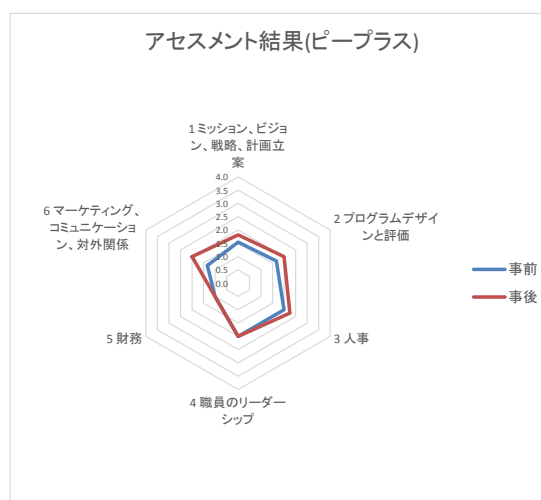 アセスメント結果(ピープラス)
1 ミッション、ビジョ
ン、戦略、計画立
案
4.0
3.5
3.0
2.5
2.0
1.5
1.0
0.5
0.0
2 プログラムデザイ
ンと評価
3 人事
4 職員のリーダー
シップ
5 財務
6 マーケティング、
コミュニケーショ
ン、対外関係
事前
事後